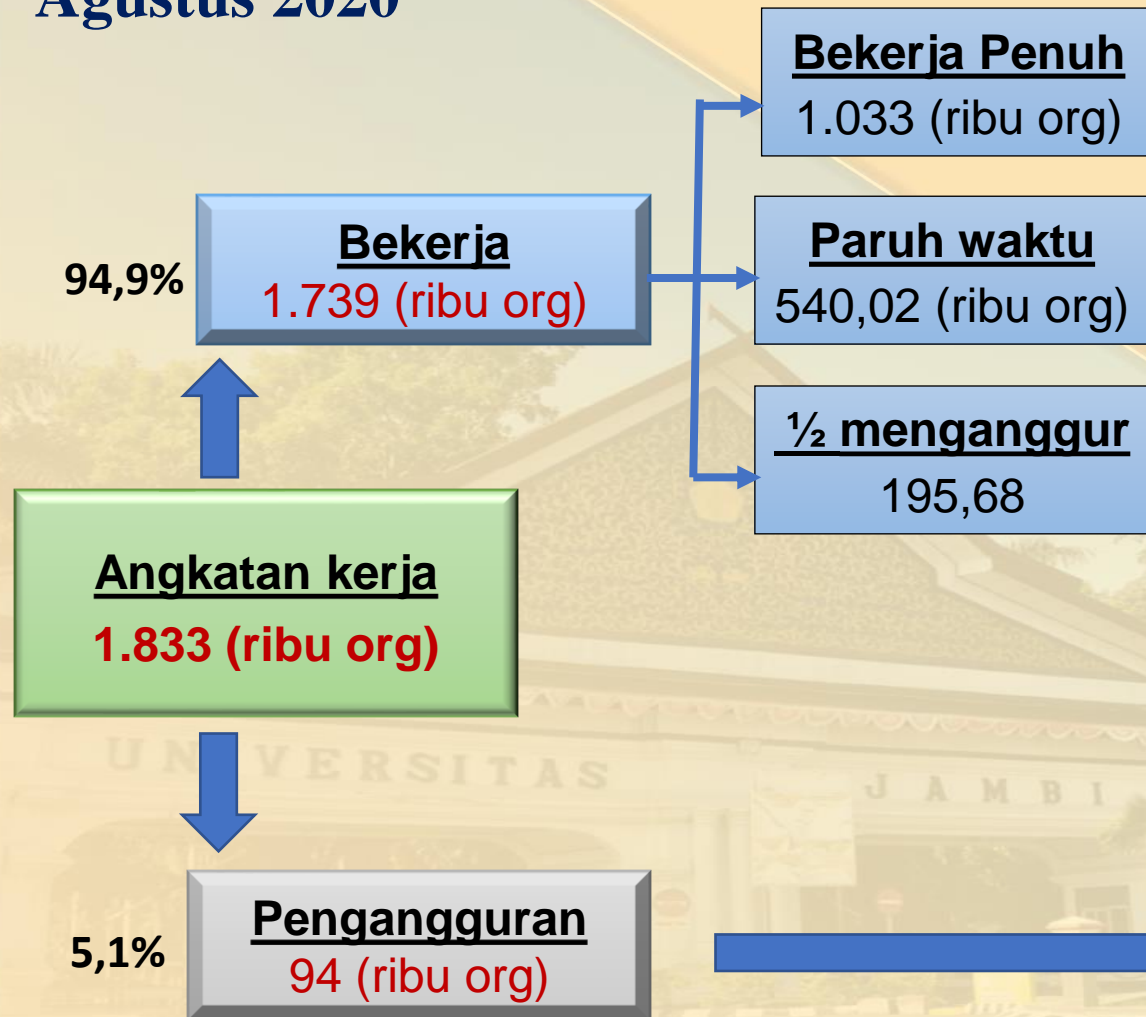 Agustus 2020
Bekerja Penuh
1.033 (ribu org)
94,9%
Bekerja
1.739 (ribu org)
Paruh waktu
540,02 (ribu org)
½ menganggur
195,68
Angkatan kerja
1.833 (ribu org)
UNIVERSITAS JAMBI
5,1%
Pengangguran
94 (ribu org)